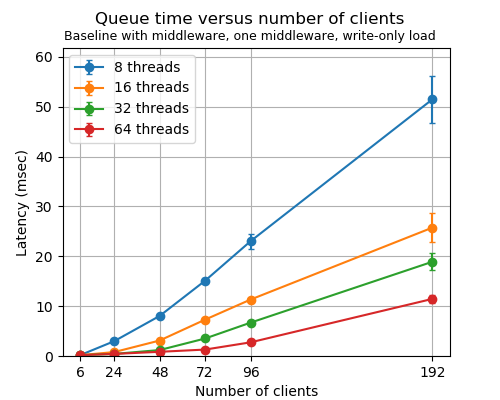 Queue time versus number of clients
Baseline with middleware, one middleware, write-only load
60
50
40
30
20
10
0
Latency (msec)
8 threads
16 threads
32 threads
64 threads
6 24 48 72 96 192
Number of clients